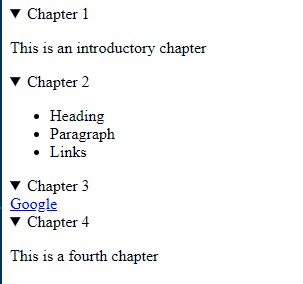 Chapter 1
This is an introductory chapter
Chapter 2
Heading
Paragraph
Links
Chapter 3
Google
Chapter 4
This is a fourth chapter